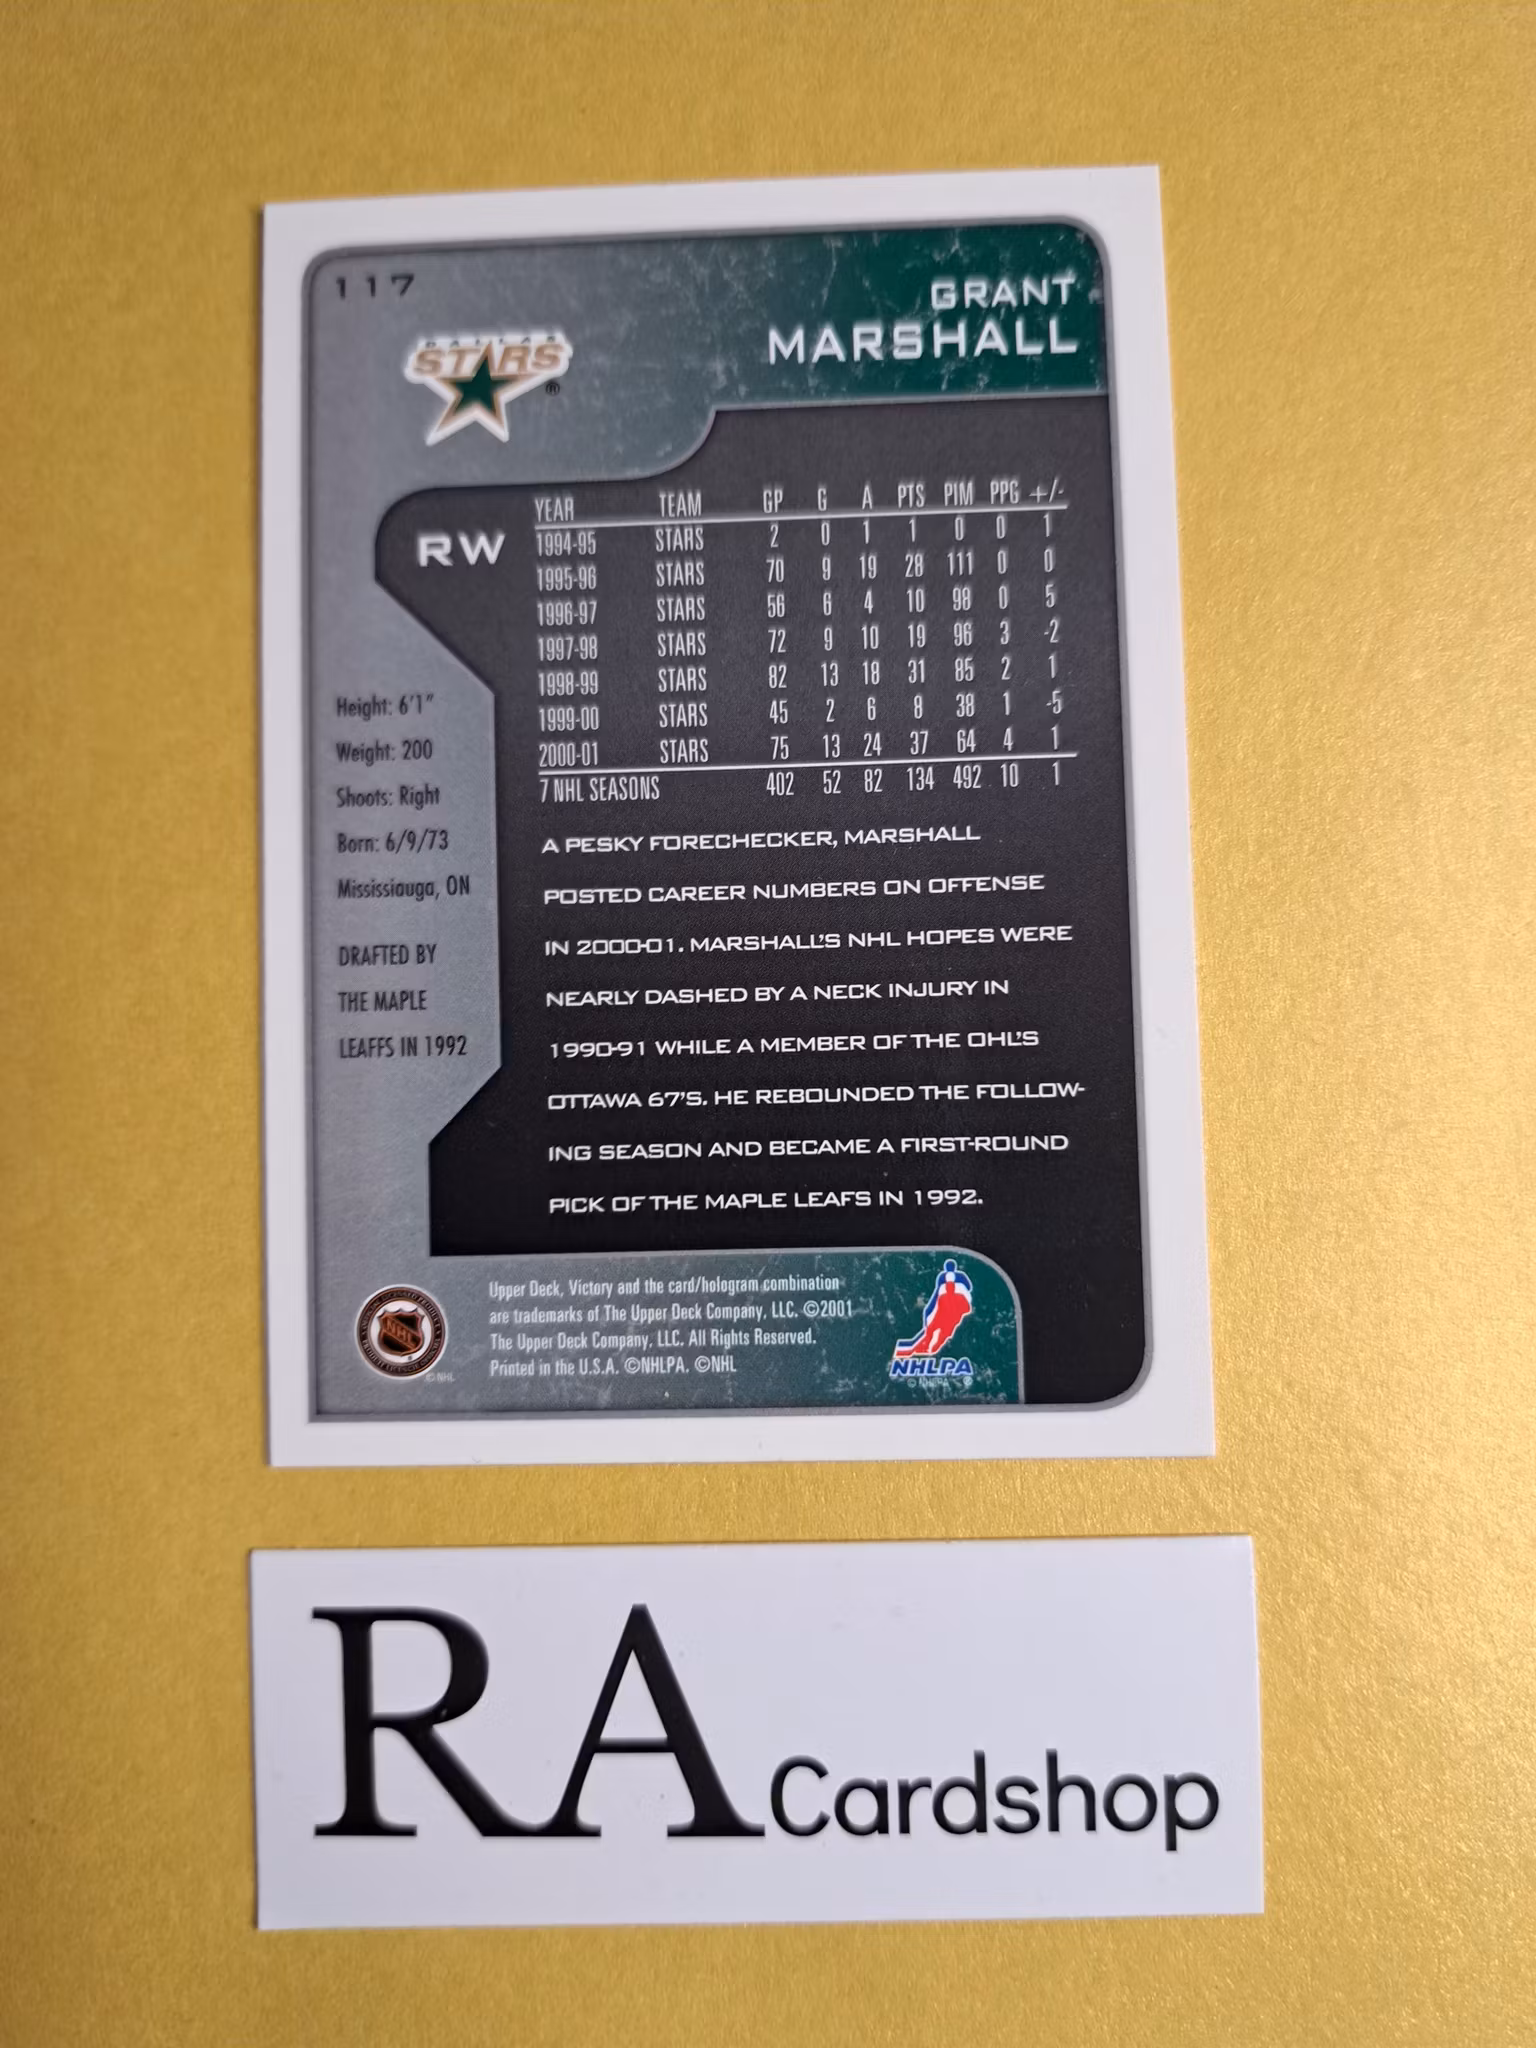 117
GRANT
MARSHALL
DALLAS
STARS
®
RW
YEAR TEAM GP G A PTS PIM PPG +/-
1994-95 STARS 2 0 1 1 0 0 1
1995-96 STARS 70 9 19 28 111 0 0
1996-97 STARS 56 6 4 10 98 0 5
1997-98 STARS 72 9 10 19 96 3 -2
1998-99 STARS 82 13 18 31 85 2 1
1999-00 STARS 45 2 6 8 38 1 -5
2000-01 STARS 75 13 24 37 64 4 1
7 NHL SEASONS 402 52 82 134 492 10 1
Height: 6'1"
Weight: 200
Shoots: Right
Born: 6/9/73
Mississiauga, ON
DRAFTED BY
THE MAPLE
LEAFFS IN 1992
A PESKY FORECHECKER, MARSHALL
POSTED CAREER NUMBERS ON OFFENSE
IN 2000-01. MARSHALL'S NHL HOPES WERE
NEARLY DASHED BY A NECK INJURY IN
1990-91 WHILE A MEMBER OF THE OHL'S
OTTAWA 67'S. HE REBOUNDED THE FOLLOW-
ING SEASON AND BECAME A FIRST-ROUND
PICK OF THE MAPLE LEAFS IN 1992.
NHL
© NHL
Upper Deck, Victory and the card/hologram combination
are trademarks of The Upper Deck Company, LLC. ©2001
The Upper Deck Company, LLC. All Rights Reserved.
Printed in the U.S.A. ©NHLPA. ©NHL
NHLPA
© NHLPA ®
RA Cardshop